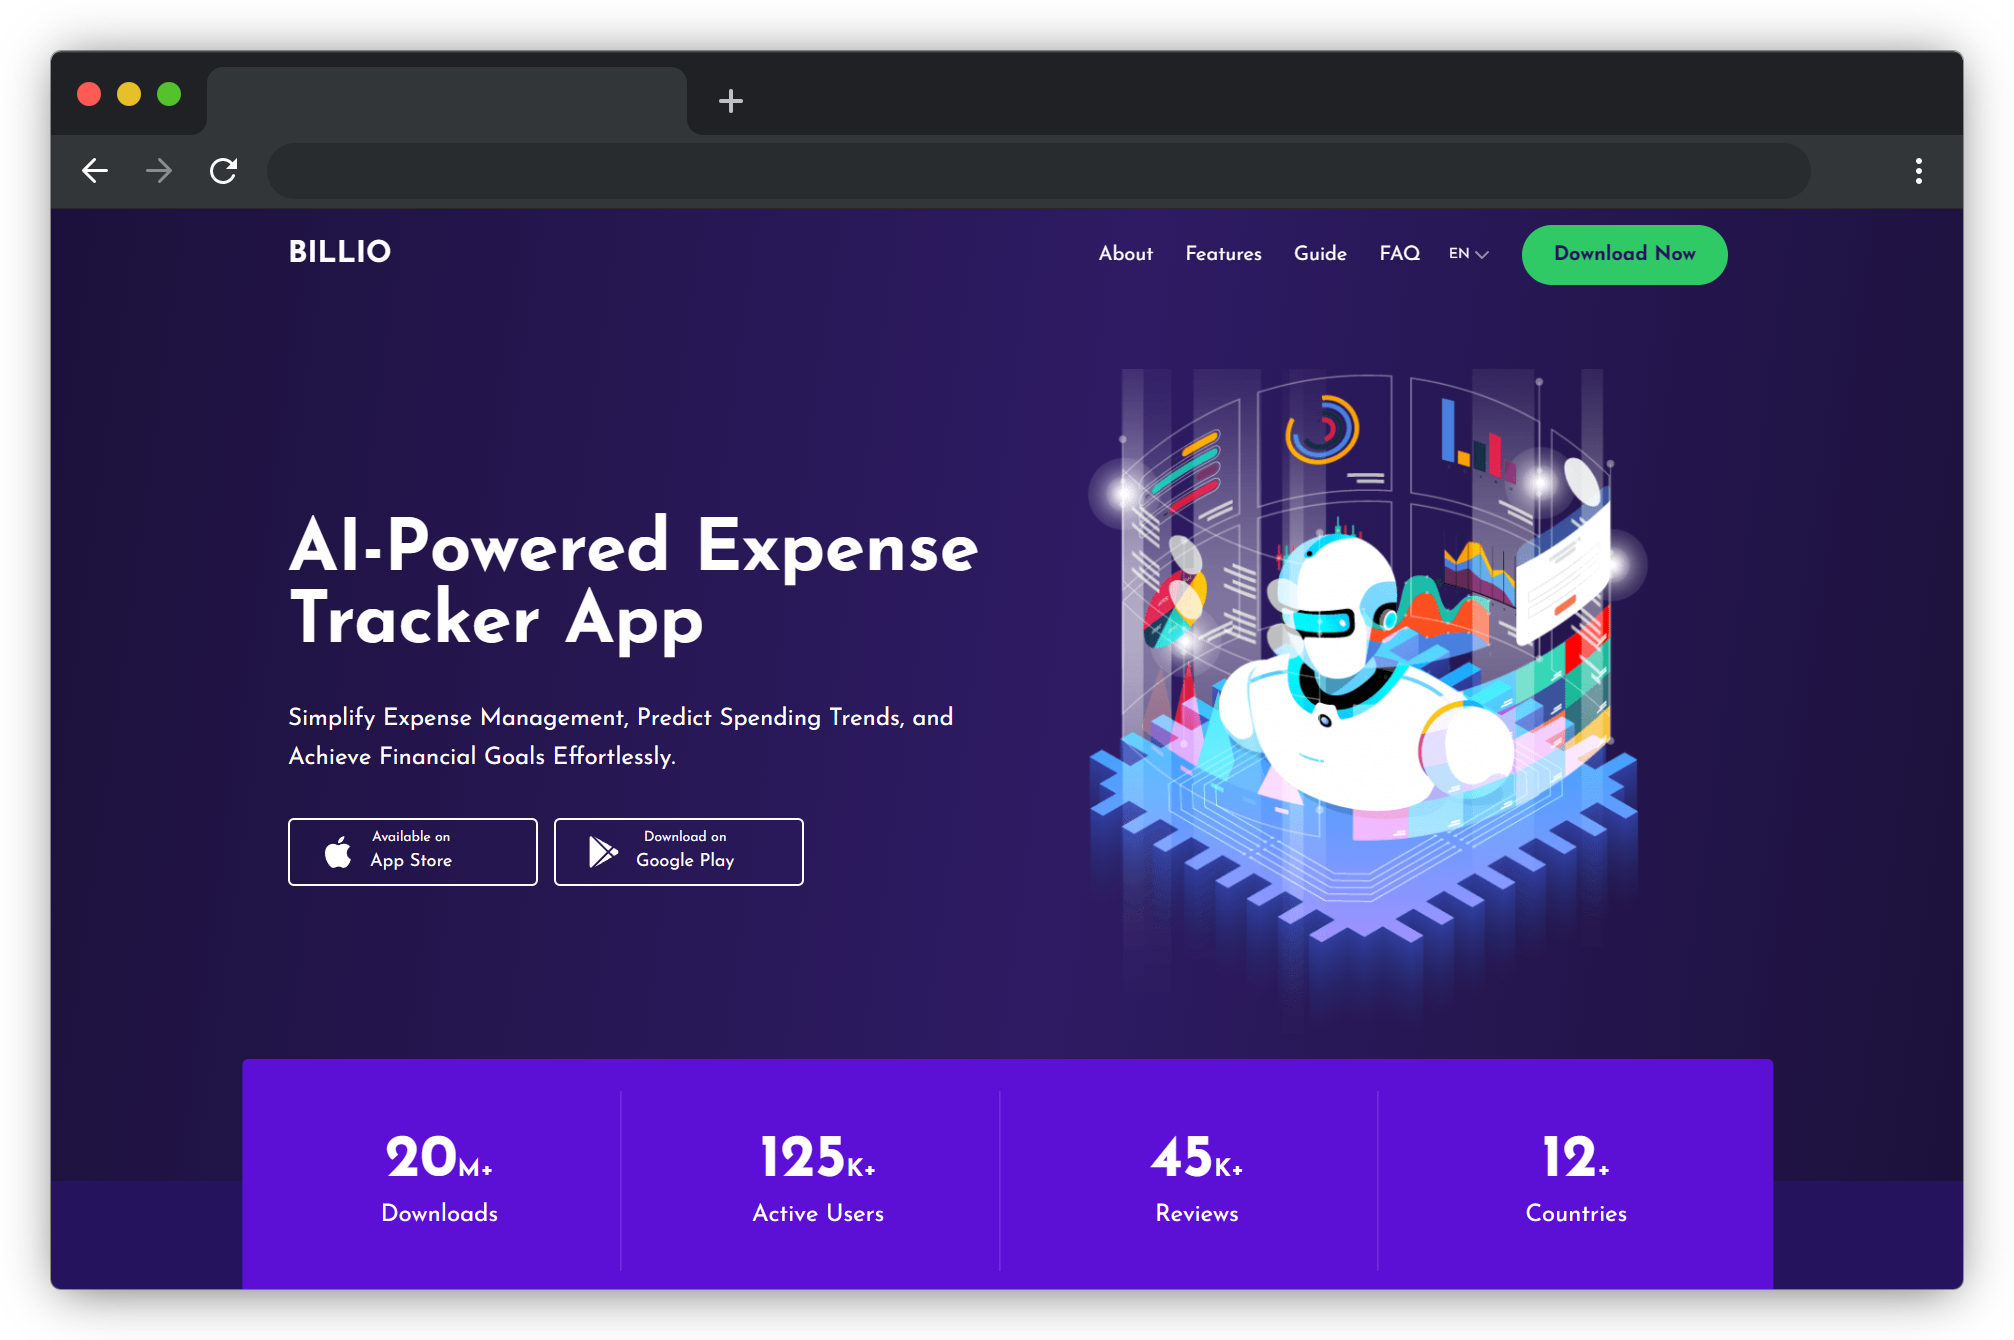 BILLIO
About Features Guide FAQ EN Download Now
AI-Powered Expense
Tracker App
Simplify Expense Management, Predict Spending Trends, and
Achieve Financial Goals Effortlessly.
Available on
App Store
Download on
Google Play
20M+
Downloads
125K+
Active Users
45K+
Reviews
12+
Countries